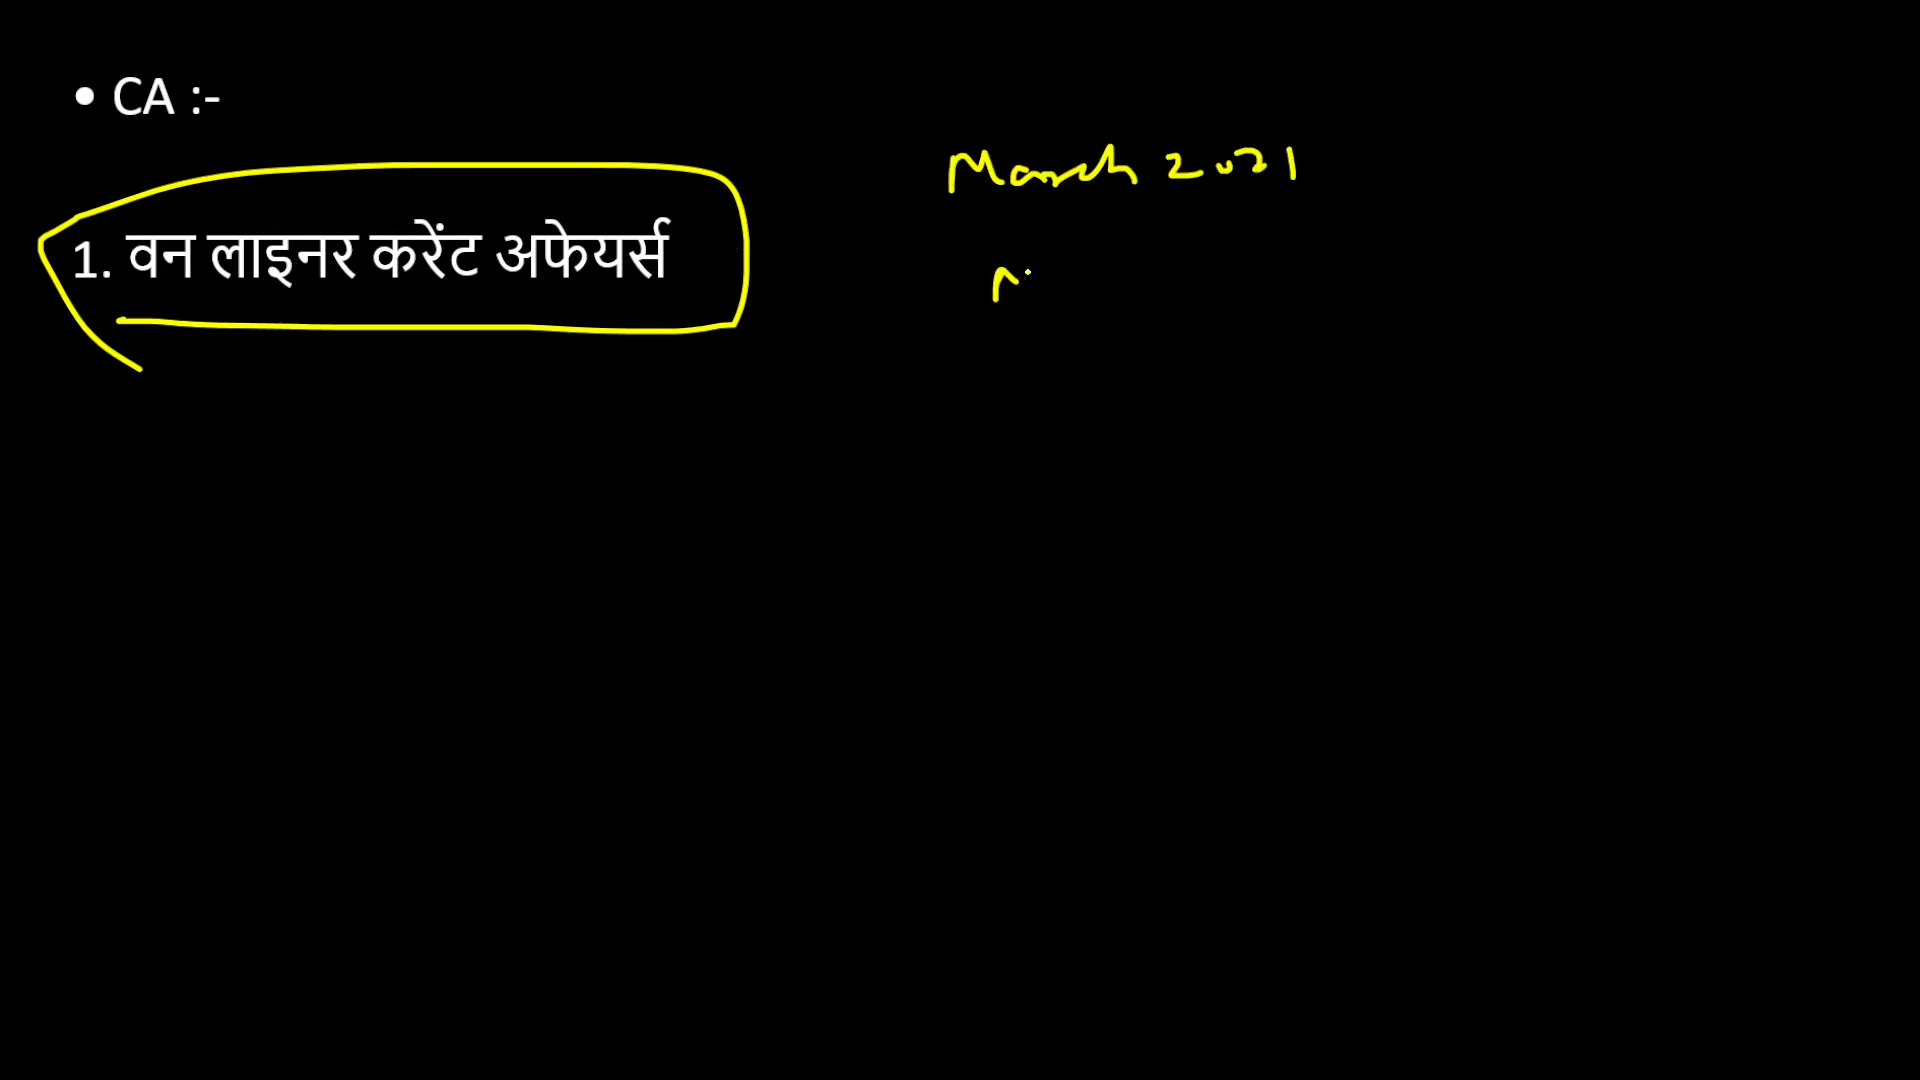 • CA :-
March 2021
1. वन लाइनर करेंट अफेयर्स